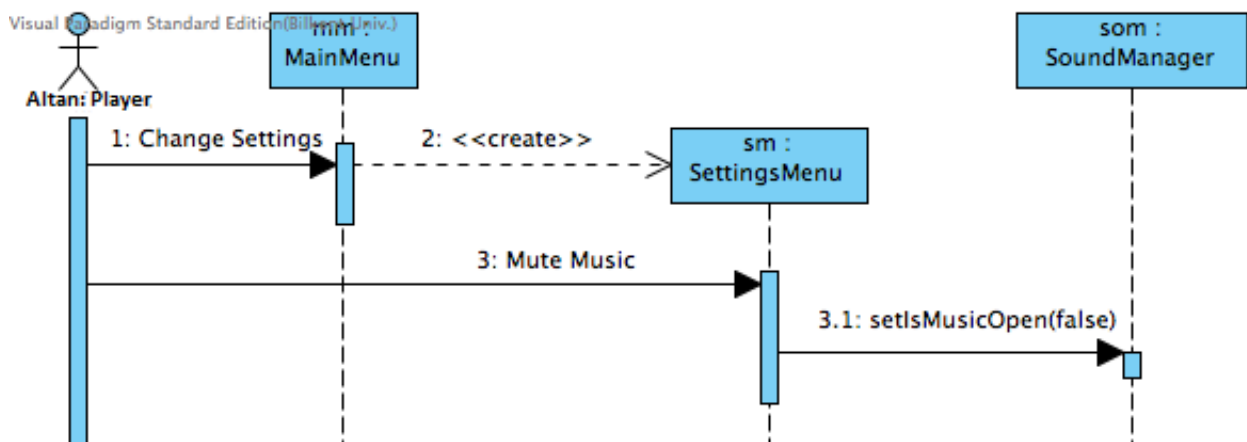 Visual Paradigm Standard Edition(Bilkent Univ.)
mm :
MainMenu
som :
SoundManager
Altan: Player
1: Change Settings
2: <<create>>
sm :
SettingsMenu
3: Mute Music
3.1: setIsMusicOpen(false)